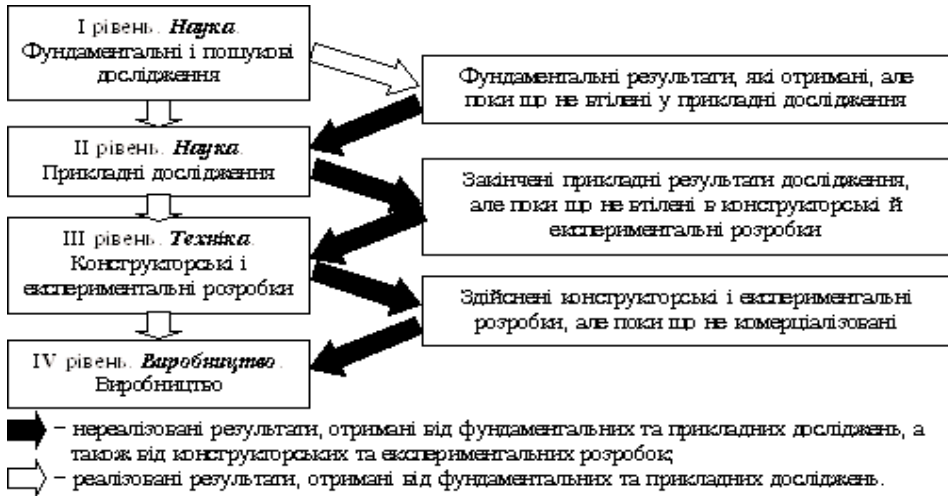 І рівень. Наука.
Фундаментальні і пошукові
дослідження
Фундаментальні результати, які отримані, але
поки що не втілені у прикладні дослідження
ІІ рівень. Наука.
Прикладні дослідження
Закінчені прикладні результати дослідження,
але поки що не втілені в конструкторські й
експериментальні розробки
ІІІ рівень. Техніка.
Конструкторські і
експериментальні розробки
Здійснені конструкторські і експериментальні
розробки, але поки що не комерціалізовані
IV рівень. Виробництво.
Виробництво
– нереалізовані результати, отримані від фундаментальних та прикладних досліджень, а
також від конструкторських та експериментальних розробок;
– реалізовані результати, отримані від фундаментальних та прикладних досліджень.